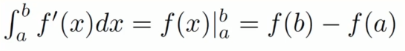 ∫_a^b f′(x)dx = f(x)|_a^b = f(b) − f(a)